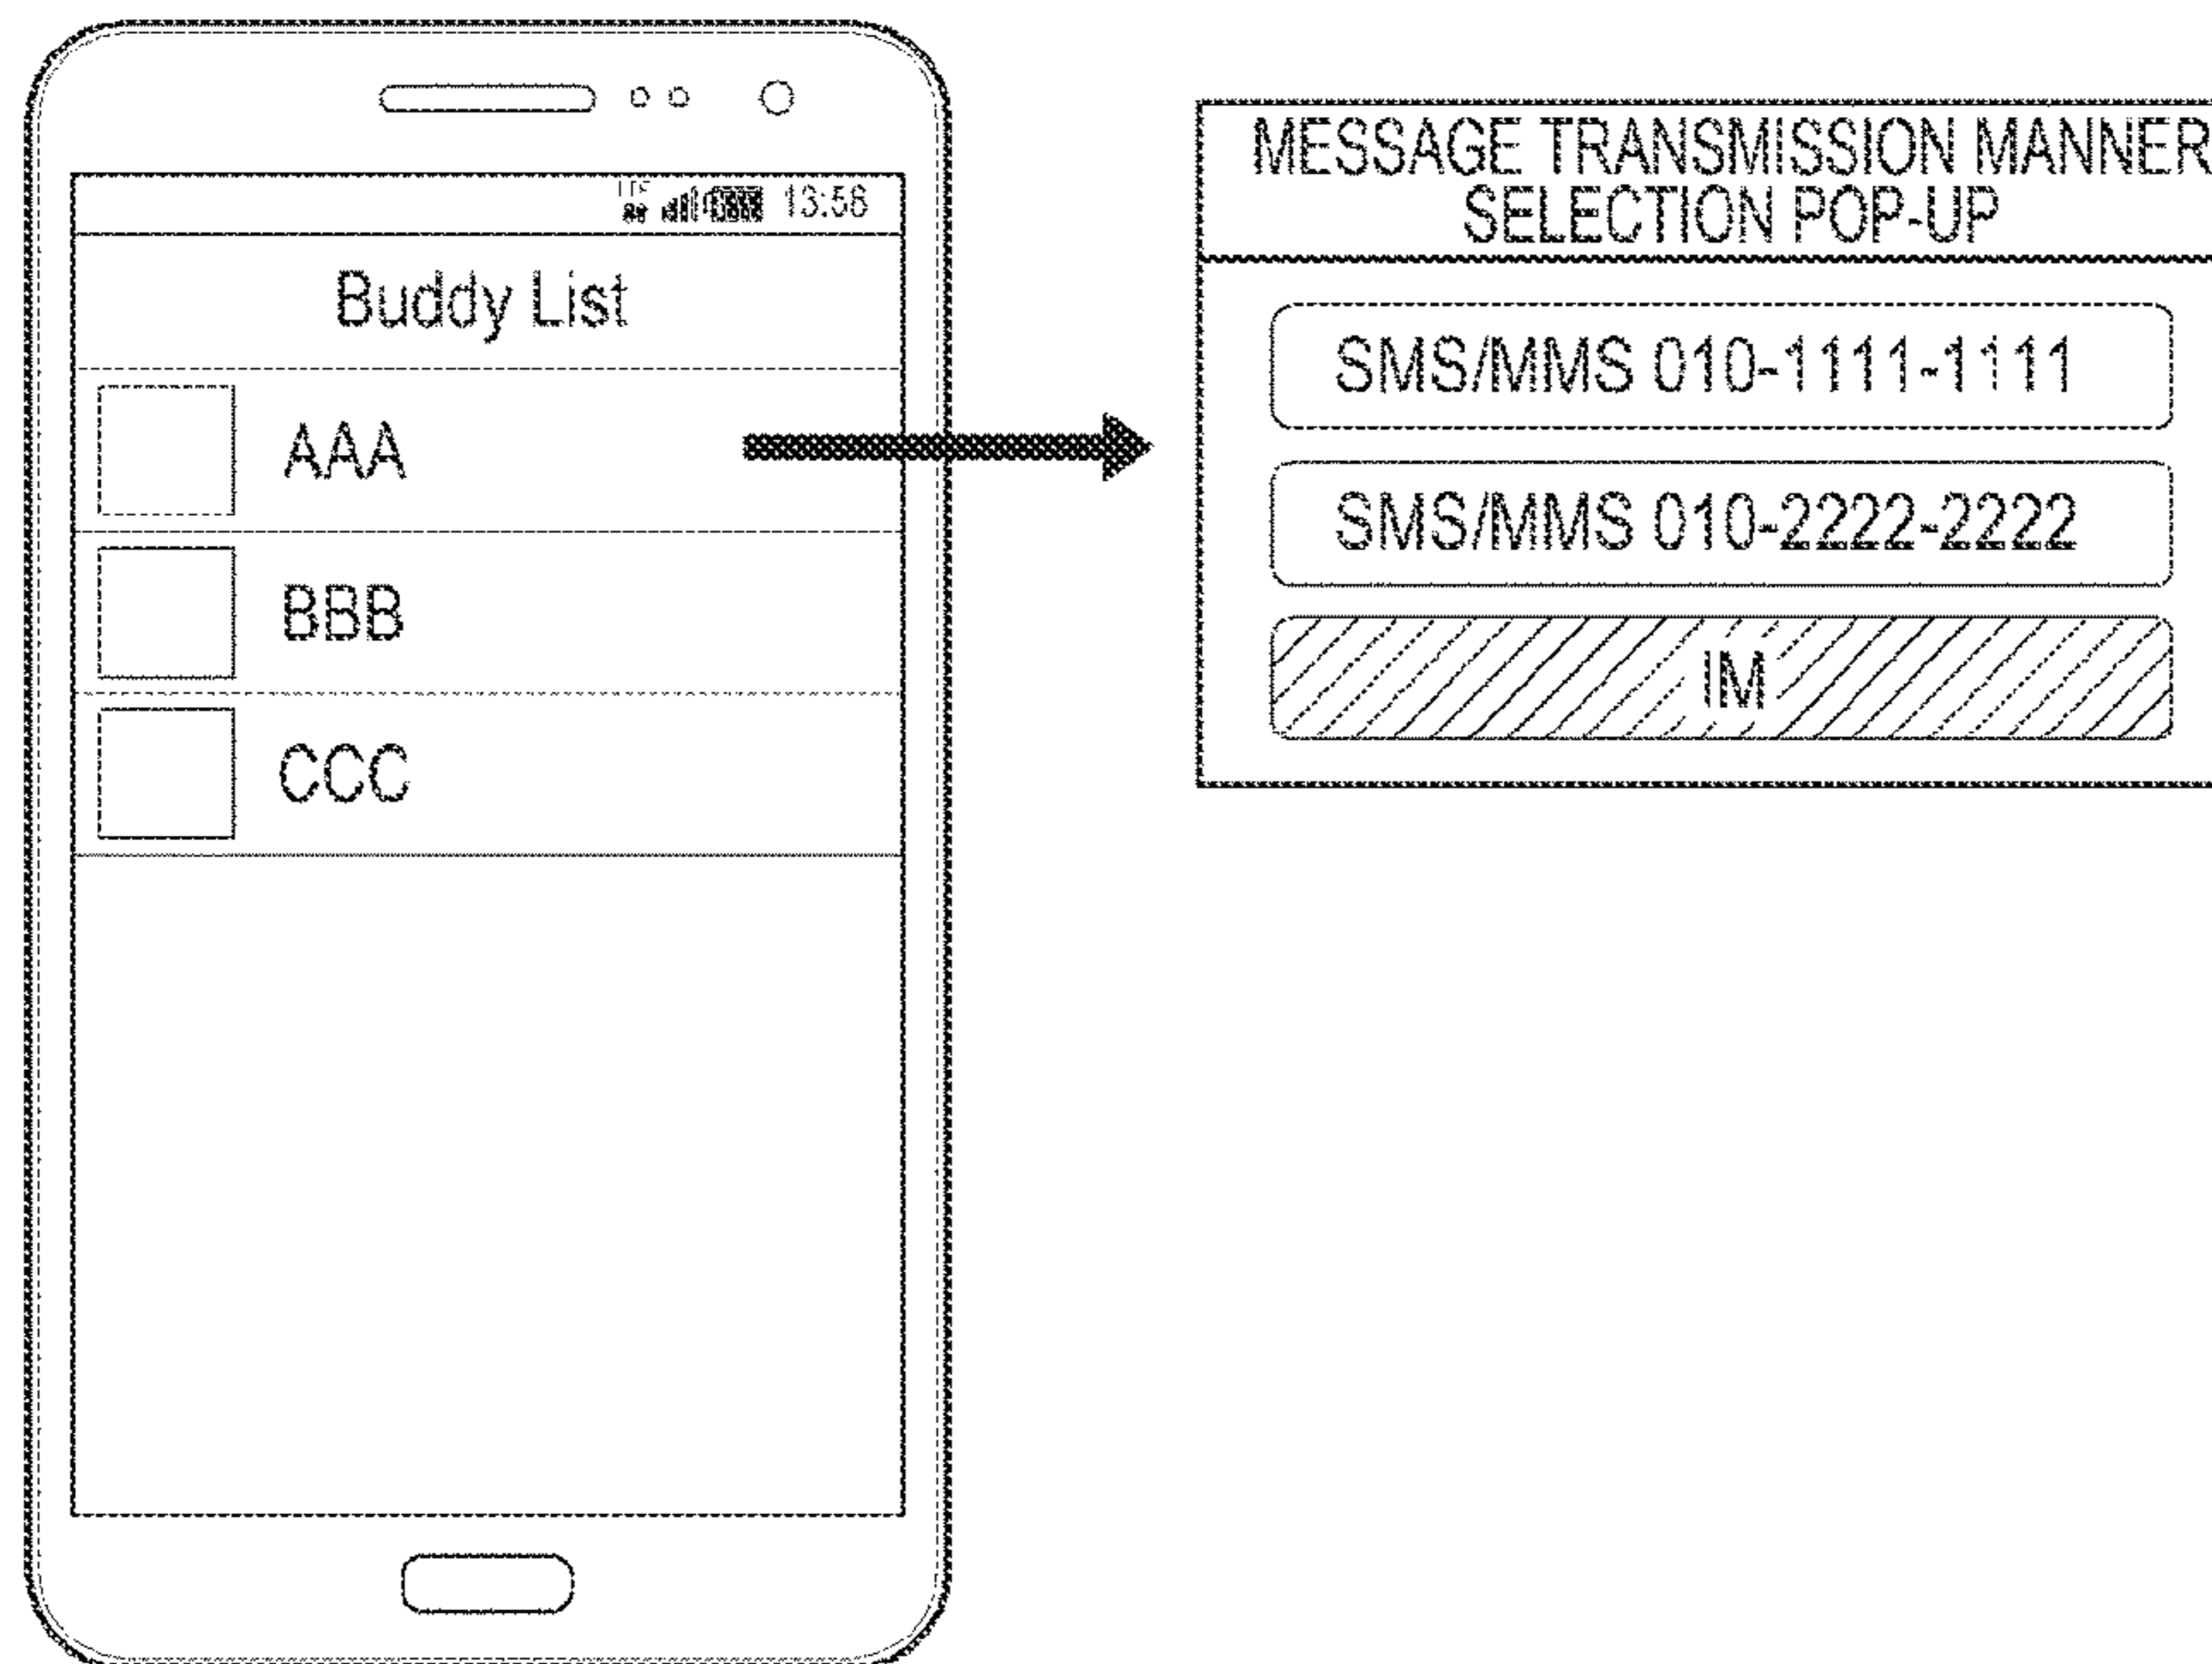 LTE 13:56
Buddy List
AAA
BBB
CCC
MESSAGE TRANSMISSION MANNER
SELECTION POP-UP
SMS/MMS 010-1111-1111
SMS/MMS 010-2222-2222
IM